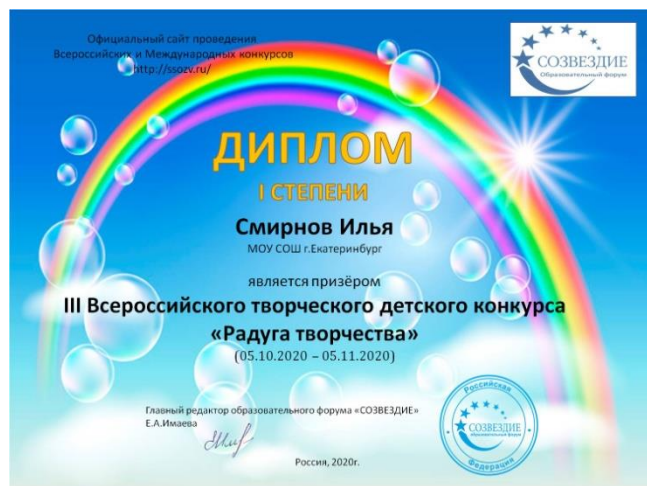 Официальный сайт проведения
Всероссийских и Международных конкурсов
http://ssozv.ru/
СОЗВЕЗДИЕ
Образовательный форум
ДИПЛОМ
I СТЕПЕНИ
Смирнов Илья
МОУ СОШ г.Екатеринбург
является призёром
III Всероссийского творческого детского конкурса
«Радуга творчества»
(05.10.2020 – 05.11.2020)
Главный редактор образовательного форума «СОЗВЕЗДИЕ»
Е.А.Имаева
Россия, 2020г.
Российская
СОЗВЕЗДИЕ
образовательный форум
Федерация